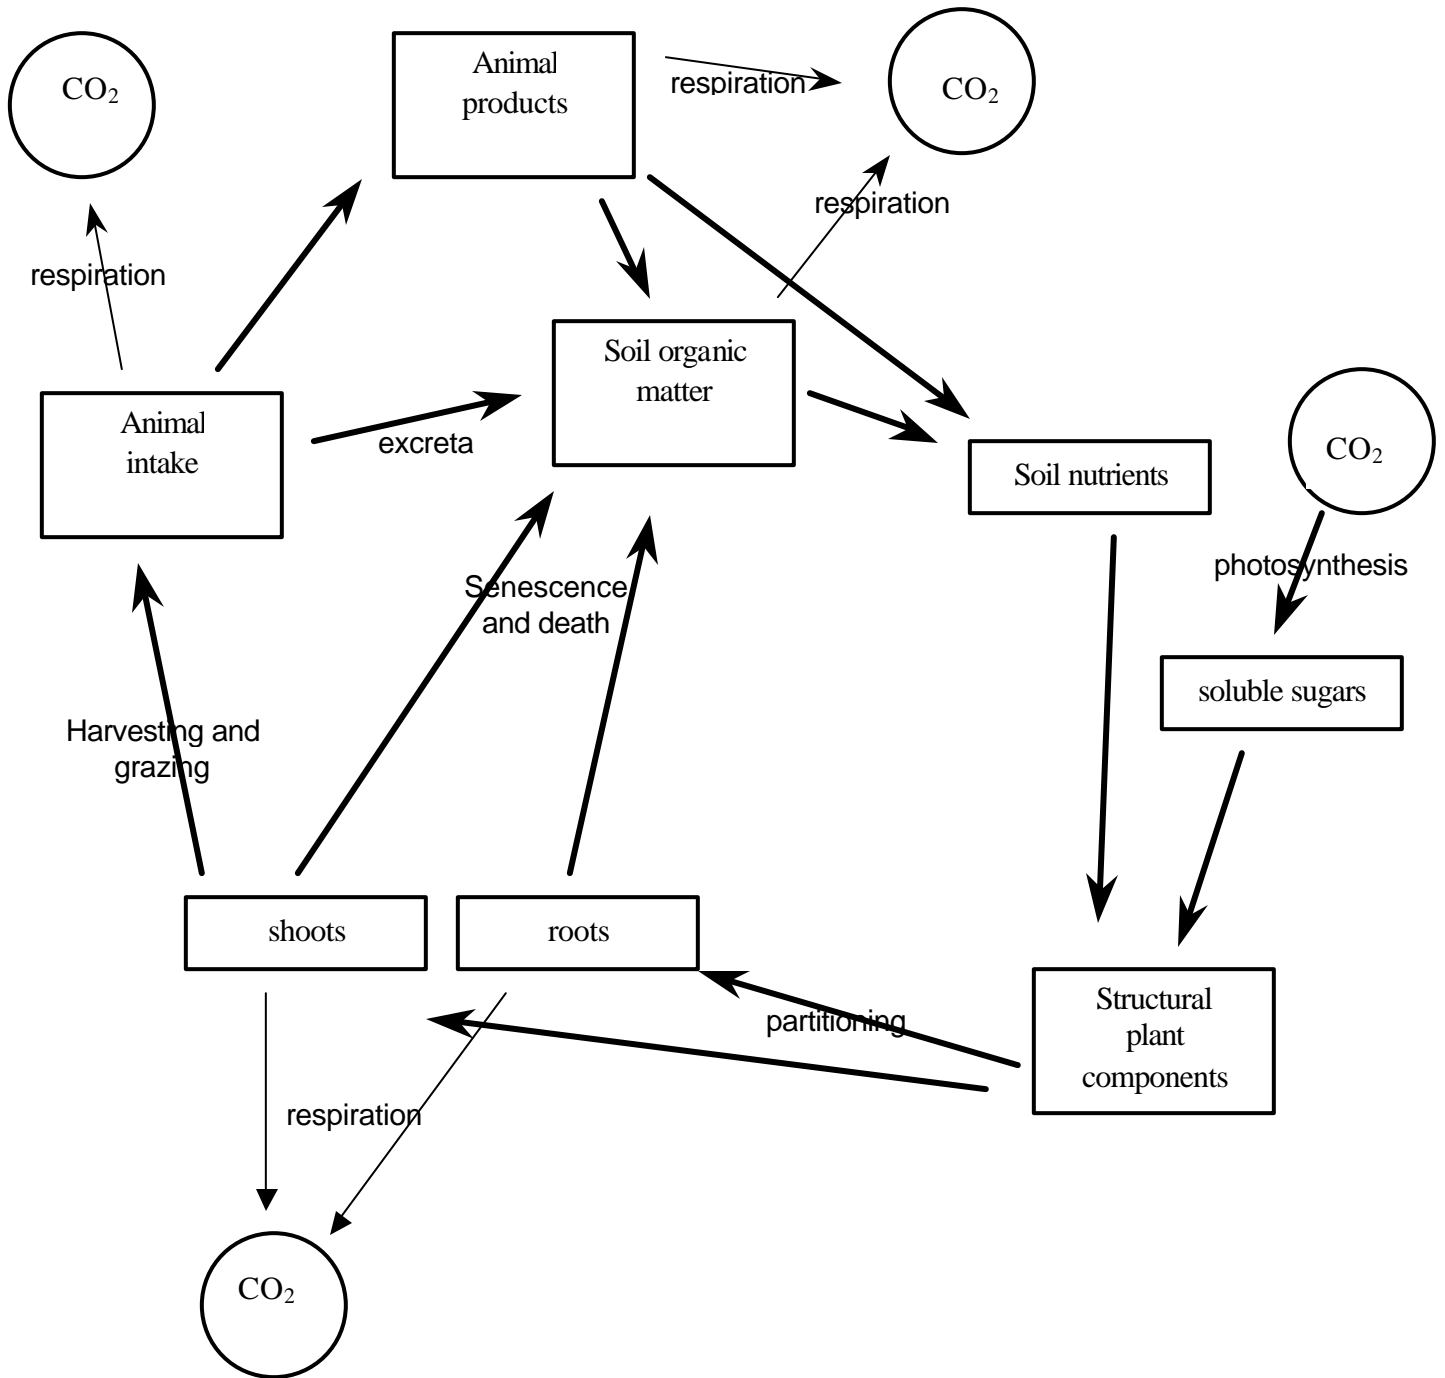 CO₂
Animal
products
respiration
CO₂
respiration
respiration
Soil organic
matter
Animal
intake
excreta
Soil nutrients
CO₂
photosynthesis
Senescence
and death
soluble sugars
Harvesting and
grazing
shoots
roots
Structural
plant
components
partitioning
respiration
CO₂